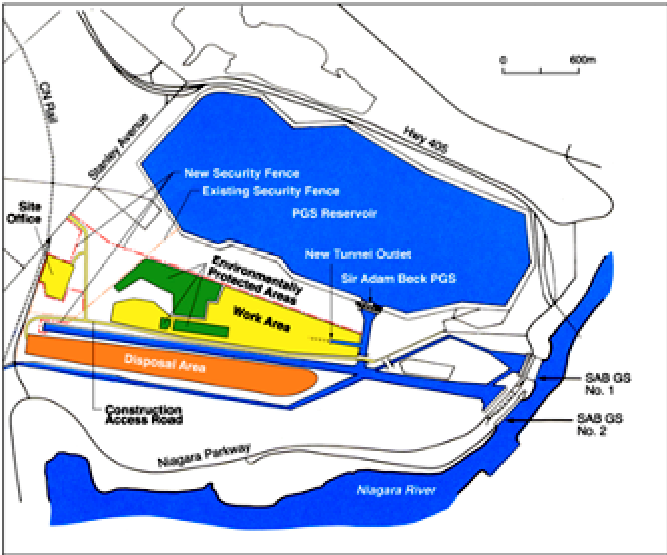 0
600m
CN Rail
Stanley Avenue
Hwy 405
New Security Fence
Existing Security Fence
PGS Reservoir
Site
Office
New Tunnel Outlet
Environmentally
Protected Areas
Sir Adam Beck PGS
Work Area
Disposal Area
SAB GS
No. 1
Construction
Access Road
SAB GS
No. 2
Niagara Parkway
Niagara River